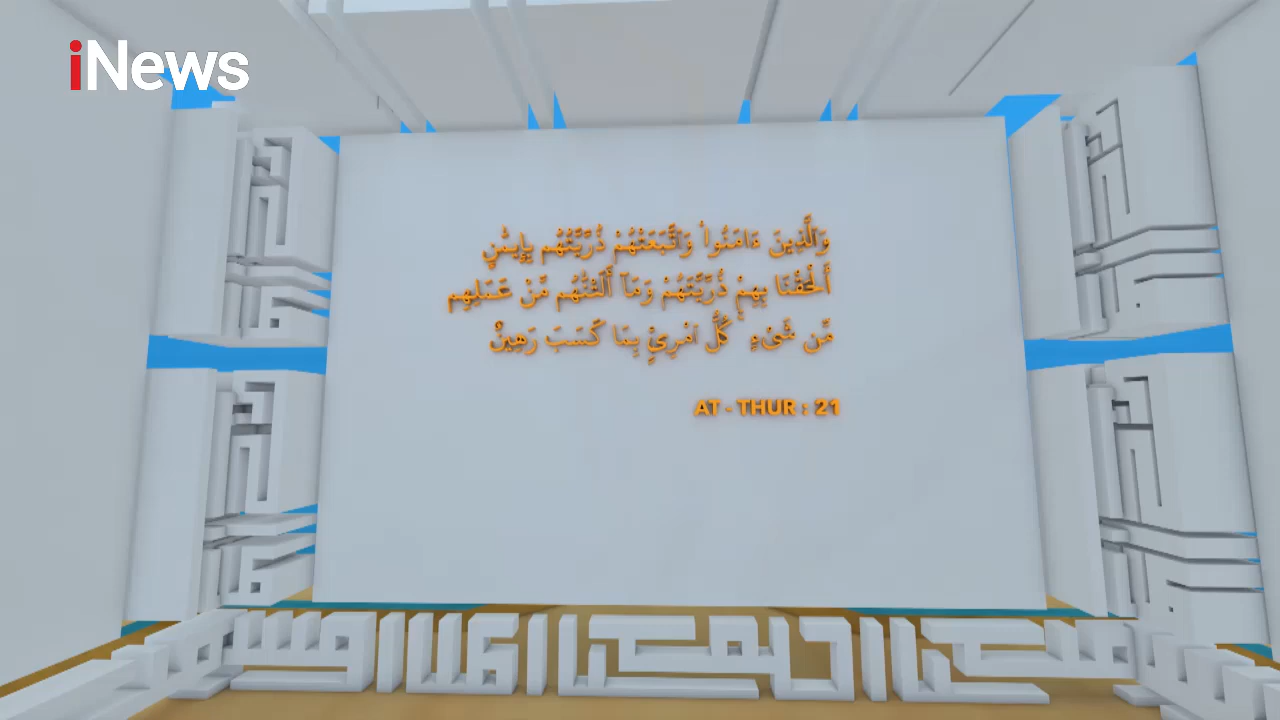 iNews
وَٱلَّذِينَ ءَامَنُوا۟ وَٱتَّبَعَتْهُمْ ذُرِّيَّتُهُم بِإِيمَٰنٍ
أَلْحَقْنَا بِهِمْ ذُرِّيَّتَهُمْ وَمَآ أَلَتْنَٰهُم مِّنْ عَمَلِهِم
مِّن شَىْءٍ ۚ كُلُّ ٱمْرِئٍۭ بِمَا كَسَبَ رَهِينٌ
AT - THUR : 21